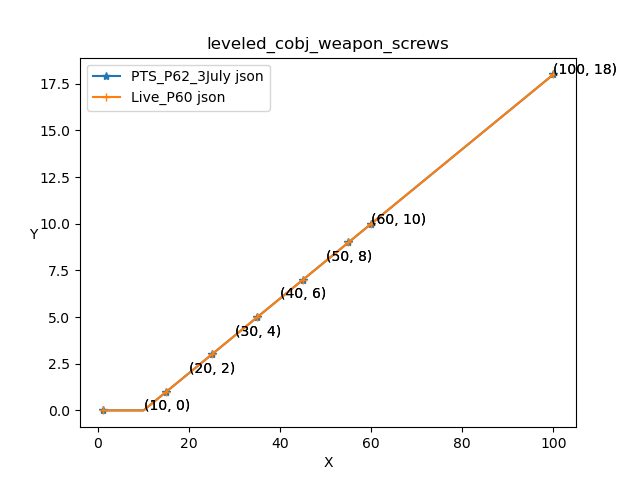 leveled_cobj_weapon_screws
PTS_P62_3July json
Live_P60 json
Y
17.5
15.0
12.5
10.0
7.5
5.0
2.5
0.0
(100, 18)
(60, 10)
(50, 8)
(40, 6)
(30, 4)
(20, 2)
(10, 0)
0 20 40 60 80 100
X